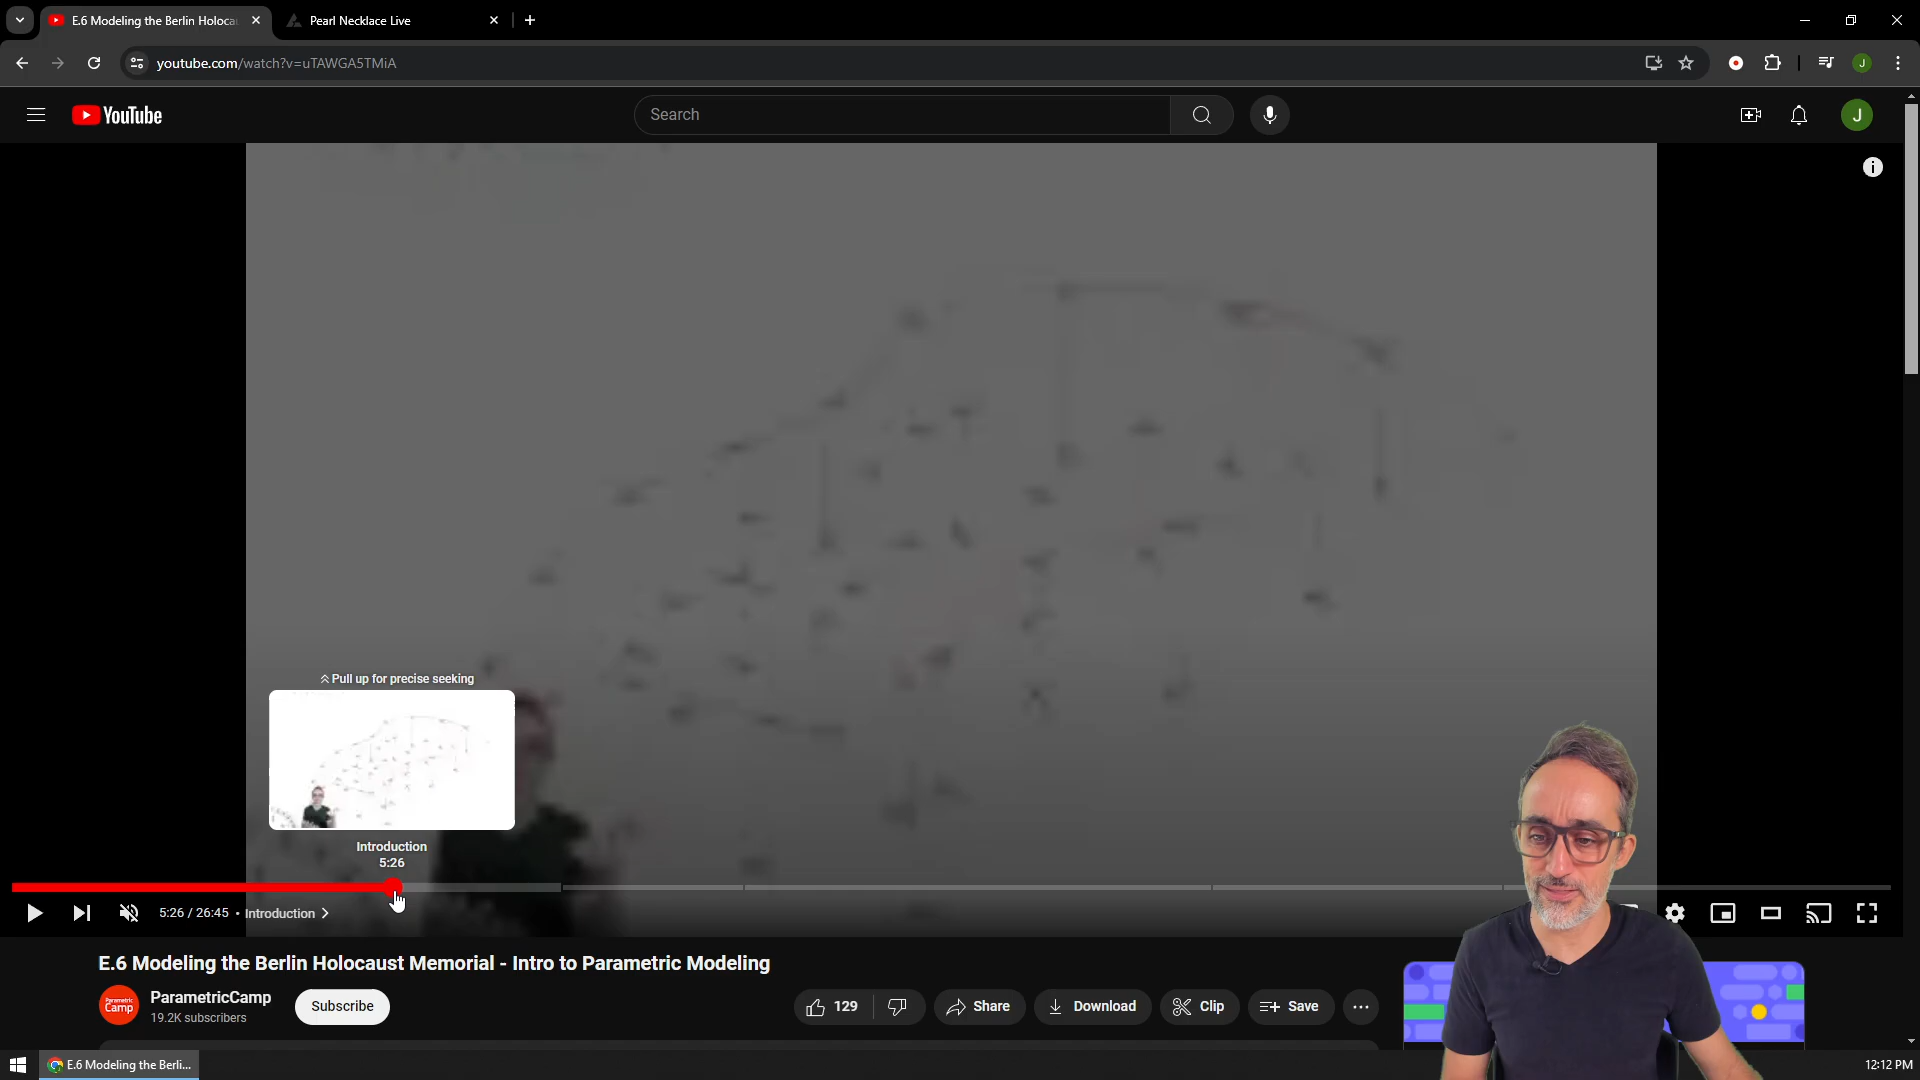 E.6 Modeling the Berlin Holoca
Pearl Necklace Live
youtube.com/watch?v=uTAWGA5TMiA
J
YouTube
Search
J
Pull up for precise seeking
Introduction
5:26
5:26 / 26:45 • Introduction
E.6 Modeling the Berlin Holocaust Memorial - Intro to Parametric Modeling
Parametric
Camp
ParametricCamp
19.2K subscribers
Subscribe
129
Share
Download
Clip
Save
E.6 Modeling the Berli...
12:12 PM